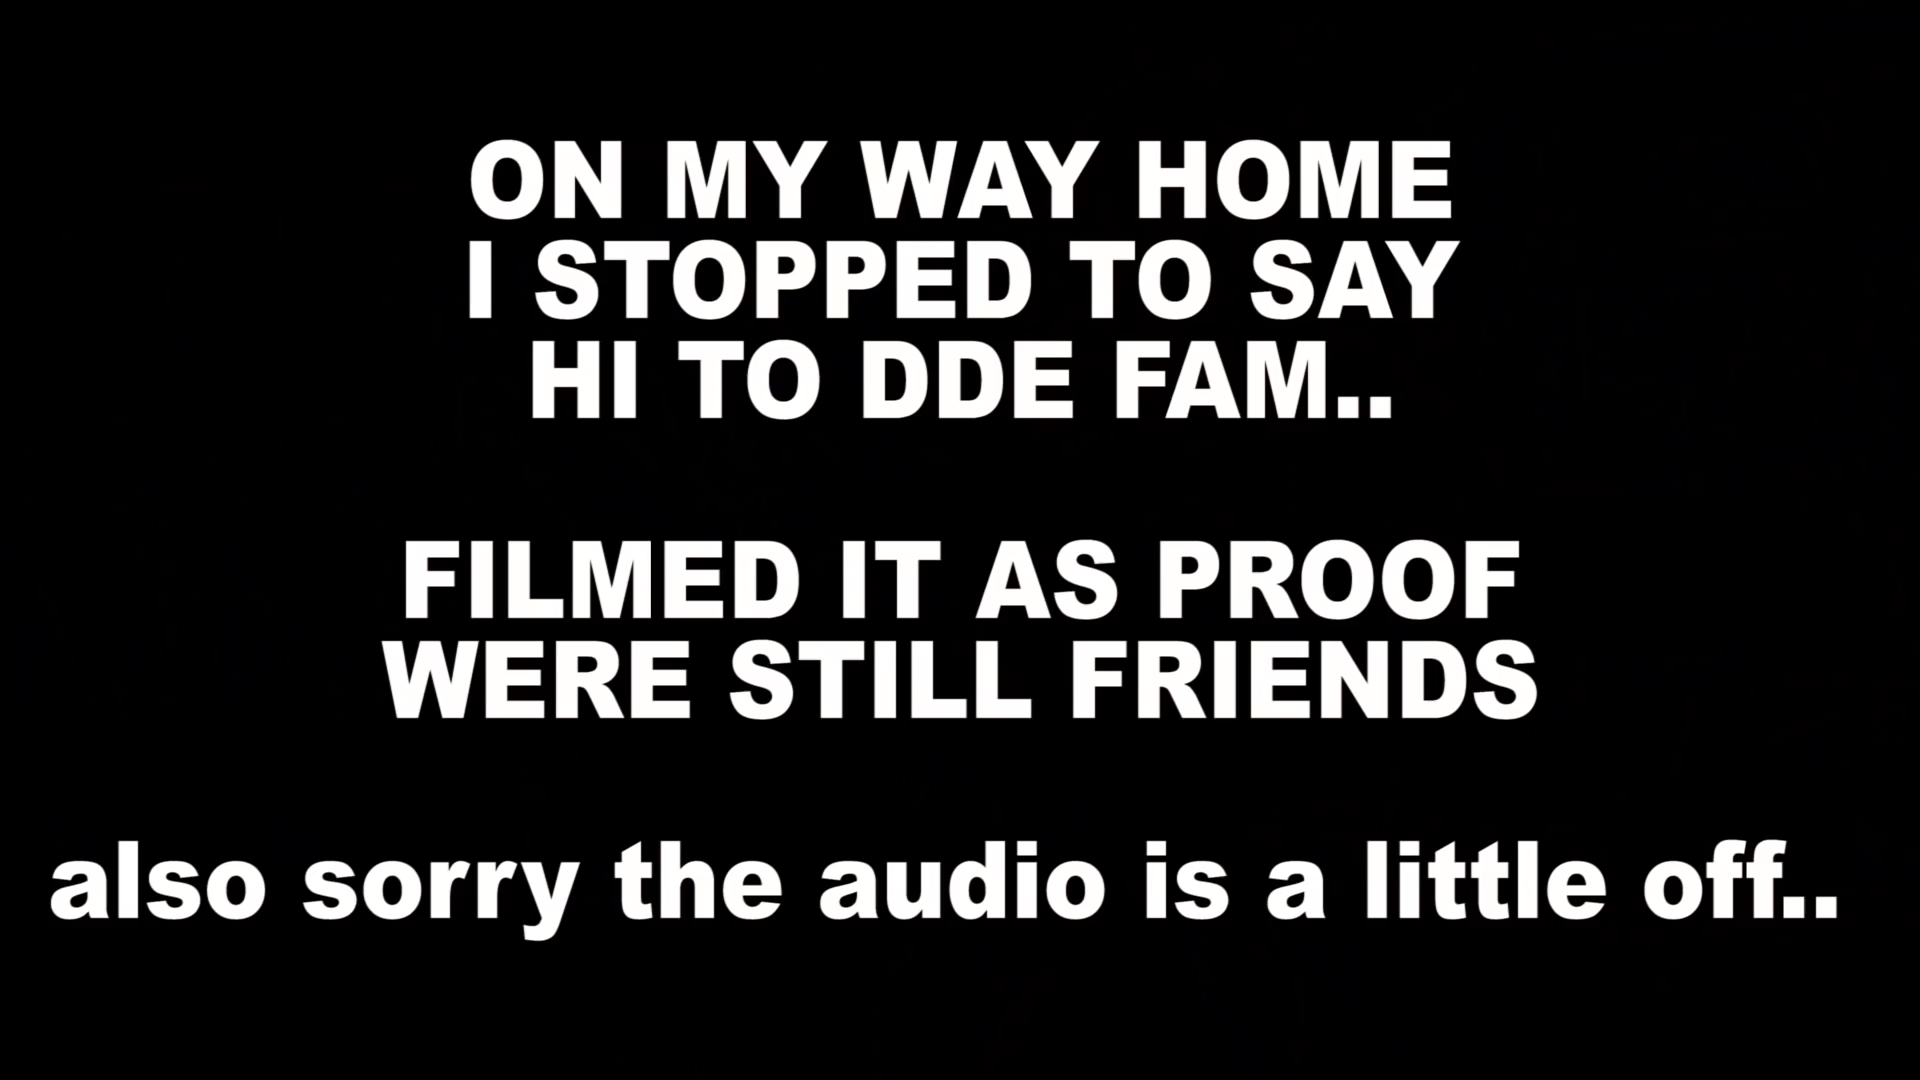 ON MY WAY HOME
I STOPPED TO SAY
HI TO DDE FAM..
FILMED IT AS PROOF
WERE STILL FRIENDS
also sorry the audio is a little off..